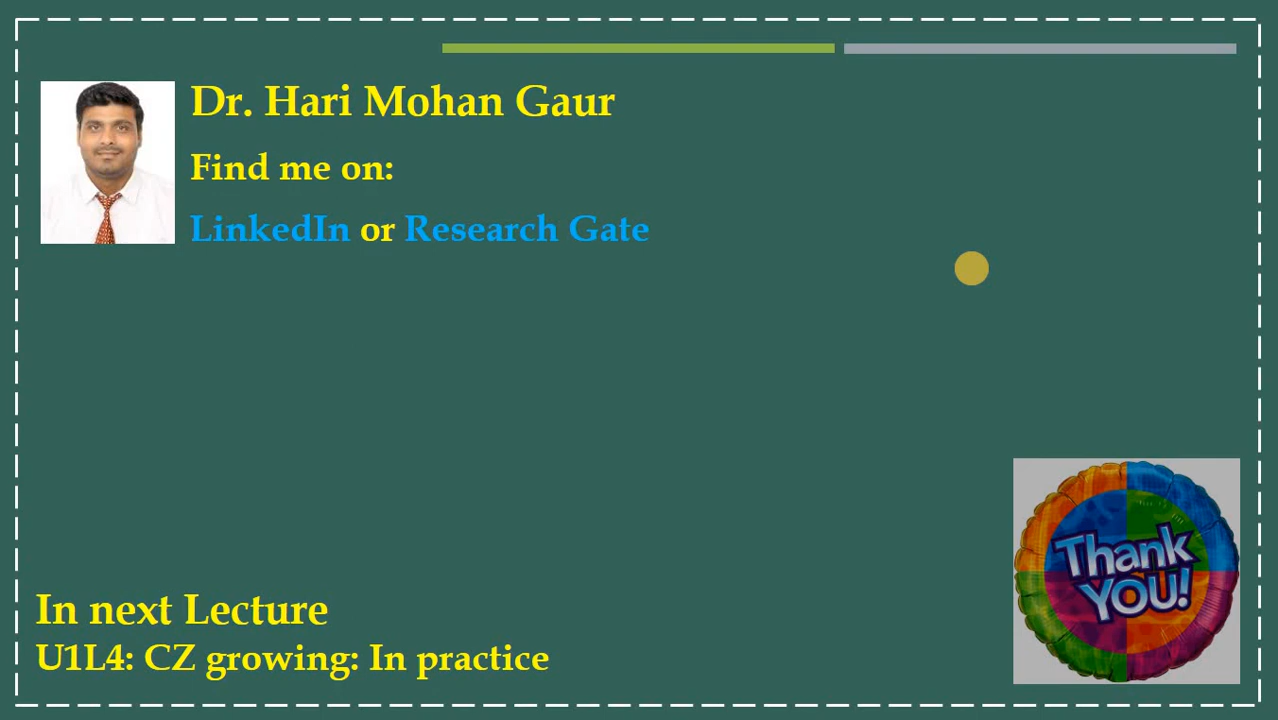 Dr. Hari Mohan Gaur
Find me on:
LinkedIn or Research Gate
Thank
YOU!
In next Lecture
U1L4: CZ growing: In practice